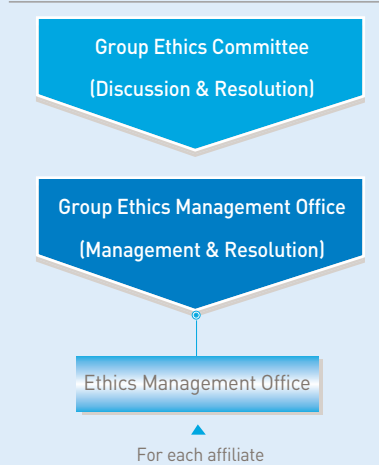 Group Ethics Committee
(Discussion & Resolution)
Group Ethics Management Office
(Management & Resolution)
Ethics Management Office
For each affiliate